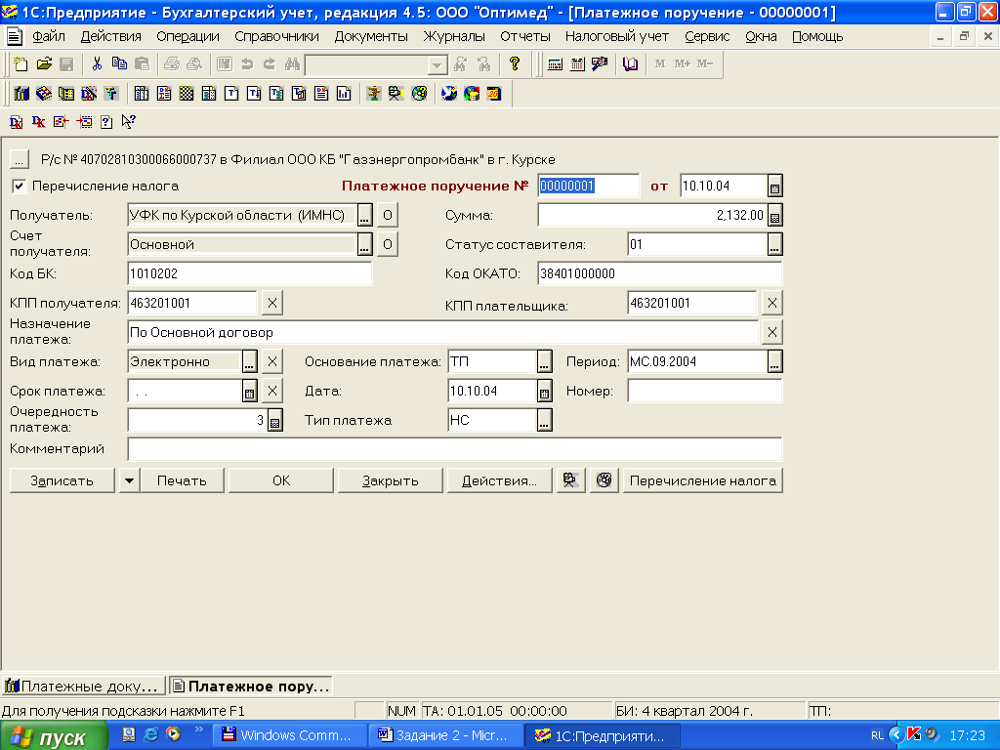 1С:Предприятие - Бухгалтерский учет, редакция 4.5: ООО "Оптимед" - [Платежное поручение - 00000001]
Файл Действия Операции Справочники Документы Журналы Отчеты Налоговый учет Сервис Окна Помощь
M M+ M-
... Р/с № 40702810300066000737 в Филиал ООО КБ "Газэнергопромбанк" в г. Курске
Перечисление налога Платежное поручение № 00000001 от 10.10.04
Получатель: УФК по Курской области (ИМНС) ... О Сумма: 2,132.00
Счет получателя: Основной ... О Статус составителя: 01 ...
Код БК: 1010202 Код ОКАТО: 38401000000
КПП получателя: 463201001 X КПП плательщика: 463201001 X
Назначение платежа: По Основной договор X
Вид платежа: Электронно ... X Основание платежа: ТП ... Период: МС.09.2004 ...
Срок платежа: . . X Дата: 10.10.04 Номер:
Очередность платежа: 3 Тип платежа НС ...
Комментарий
Записать Печать OK Закрыть Действия... Перечисление налога
Платежные доку... Платежное пору...
Для получения подсказки нажмите F1 NUM ТА: 01.01.05 00:00:00 БИ: 4 квартал 2004 г. ТП:
пуск » Windows Comm... Задание 2 - Micr... 1С:Предприяти... RL 17:23